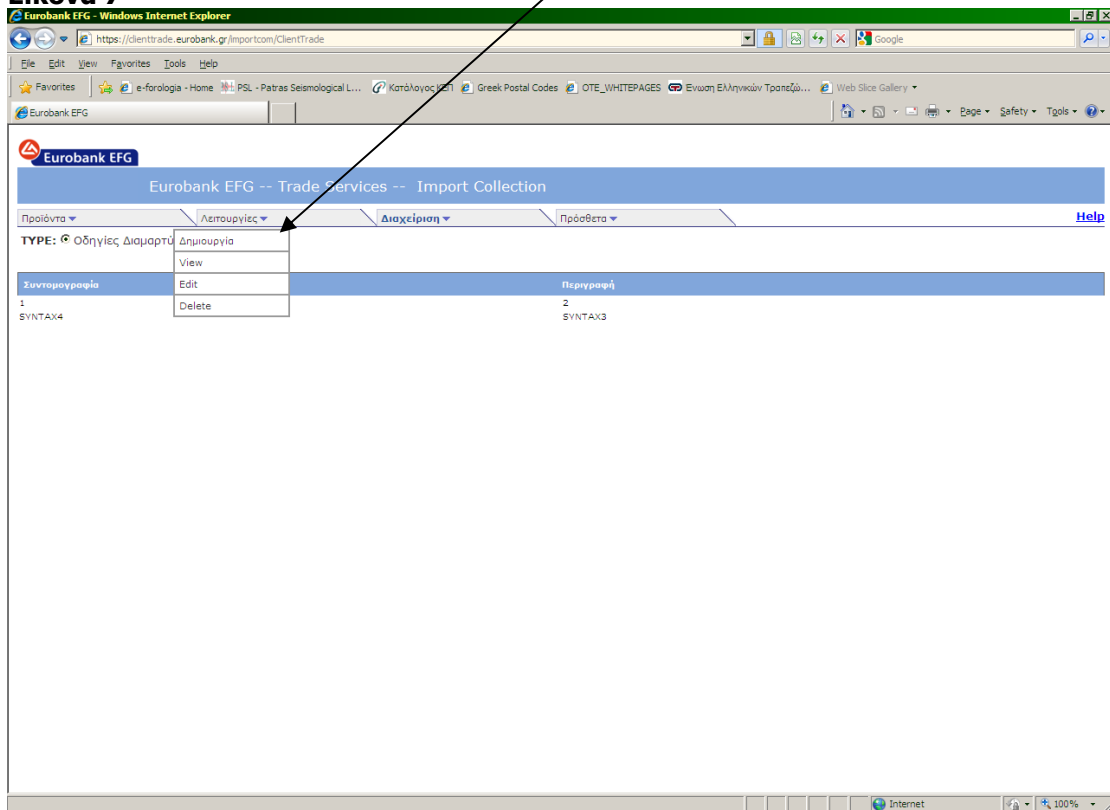 Eurobank EFG - Windows Internet Explorer
https://clienttrade.eurobank.gr/importcom/ClientTrade
Google
File Edit View Favorites Tools Help
Favorites e-forologia - Home PSL - Patras Seismological L... Κατάλογος ΚΕΠ Greek Postal Codes OTE_WHITEPAGES Ενωση Ελληνικών Τραπεζώ... Web Slice Gallery
Eurobank EFG
Page Safety Tools
Eurobank EFG
Eurobank EFG -- Trade Services -- Import Collection
Προϊόντα Λειτουργίες Διαχείριση Πρόσθετα Help
TYPE: Οδηγίες Διαμαρτύ
Δημιουργία
View
Edit
Delete
Συντομογραφία Περιγραφή
1 2
SYNTAX4 SYNTAX3
Internet 100%